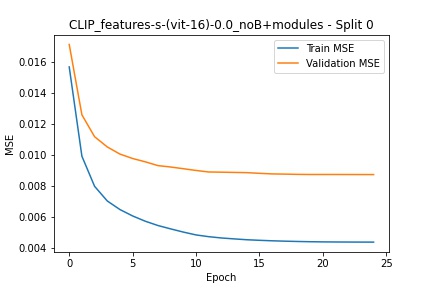 CLIP_features-s-(vit-16)-0.0_noB+modules - Split 0
Train MSE
Validation MSE
MSE
0.016
0.014
0.012
0.010
0.008
0.006
0.004
0 5 10 15 20 25
Epoch